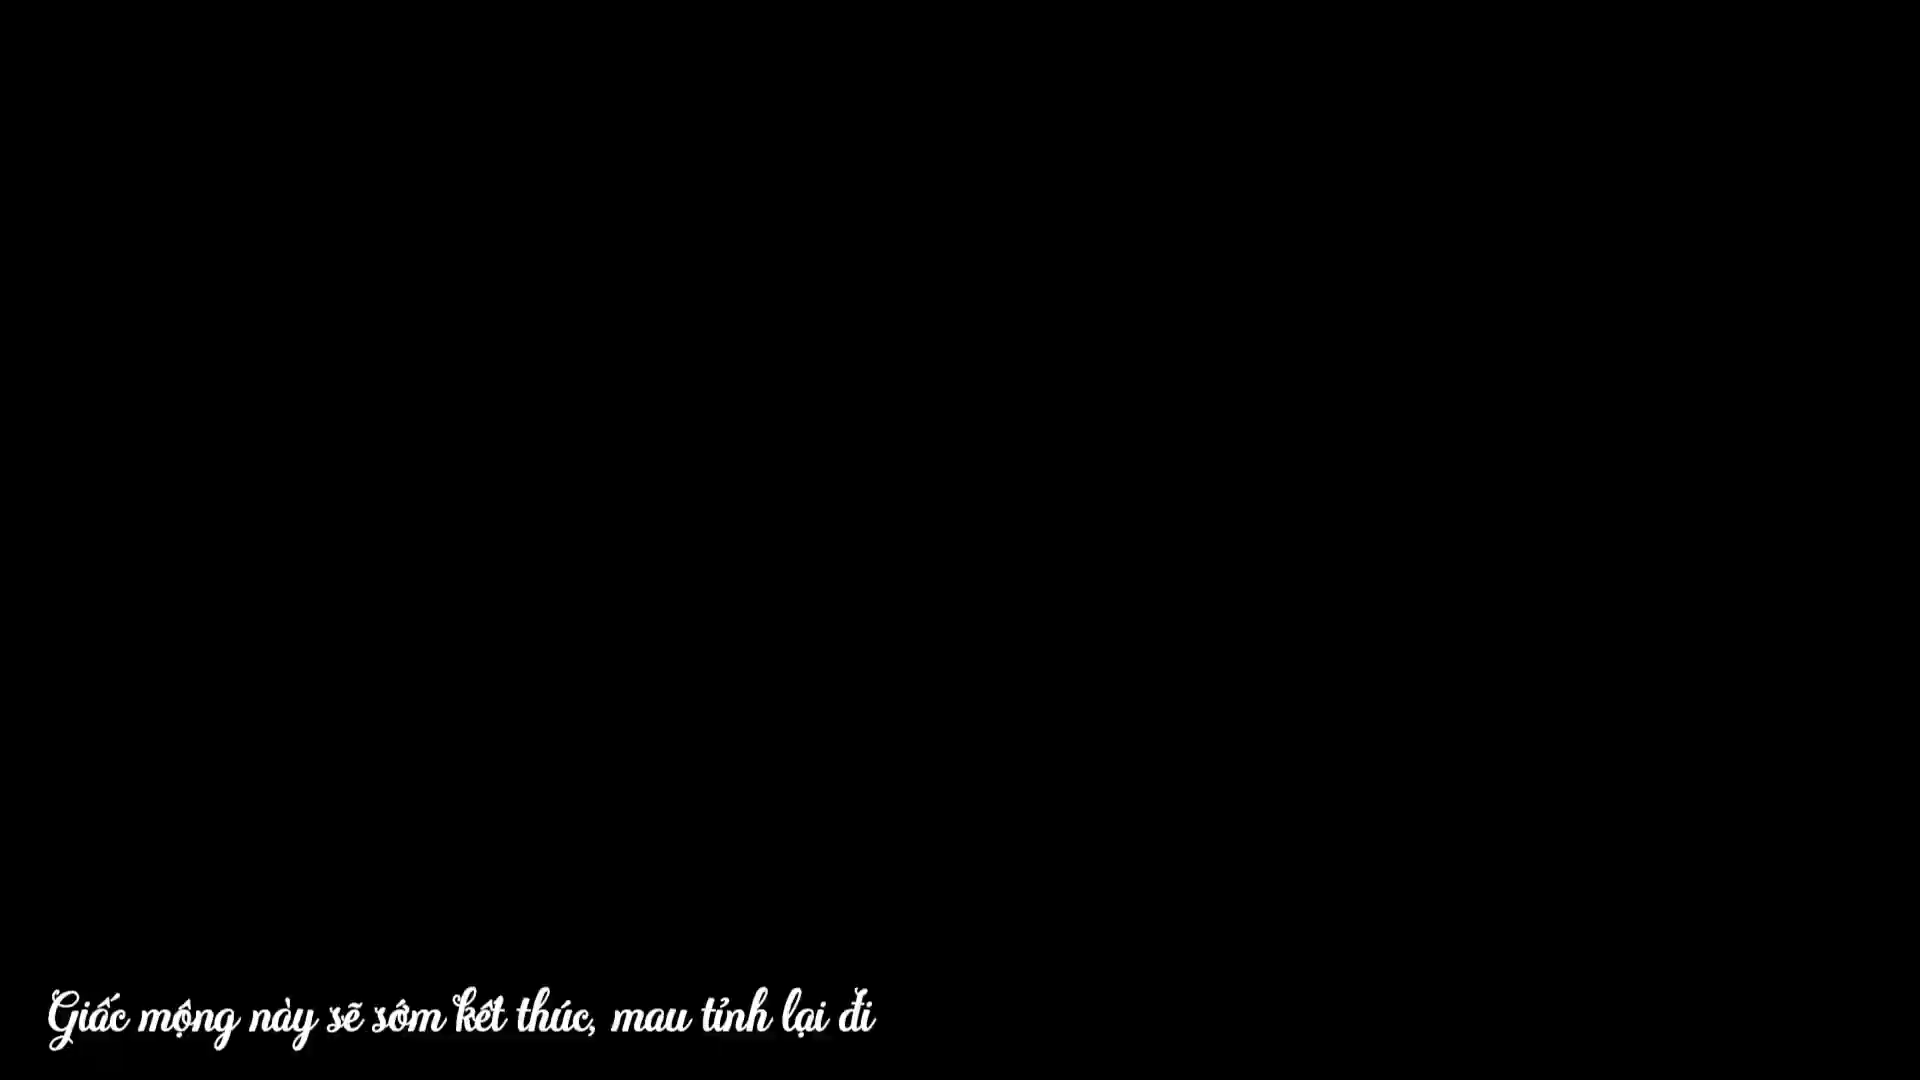 Giấc mộng này sẽ sớm kết thúc, mau tỉnh lại đi